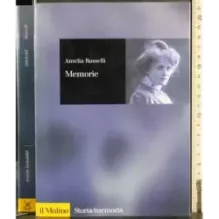 Amelia Rosselli
Memorie
il Mulino
Storia/memoria